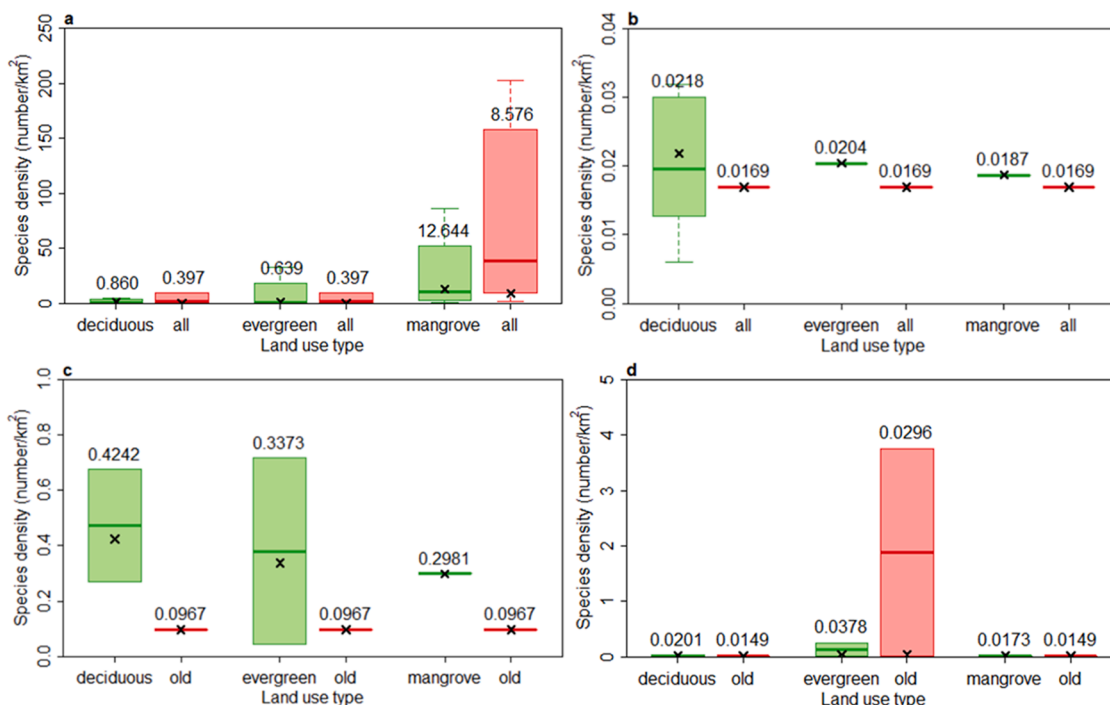 a
Species density (number/km²)
250
200
150
100
50
0
0.860
0.397
0.639
0.397
12.644
8.576
deciduous all evergreen all mangrove all
Land use type
b
Species density (number/km²)
0.04
0.03
0.02
0.01
0.00
0.0218
0.0169
0.0204
0.0169
0.0187
0.0169
deciduous all evergreen all mangrove all
Land use type
c
Species density (number/km²)
1.0
0.8
0.6
0.4
0.2
0.0
0.4242
0.0967
0.3373
0.0967
0.2981
0.0967
deciduous old evergreen old mangrove old
Land use type
d
Species density (number/km²)
5
4
3
2
1
0
0.0201
0.0149
0.0378
0.0296
0.0173
0.0149
deciduous old evergreen old mangrove old
Land use type